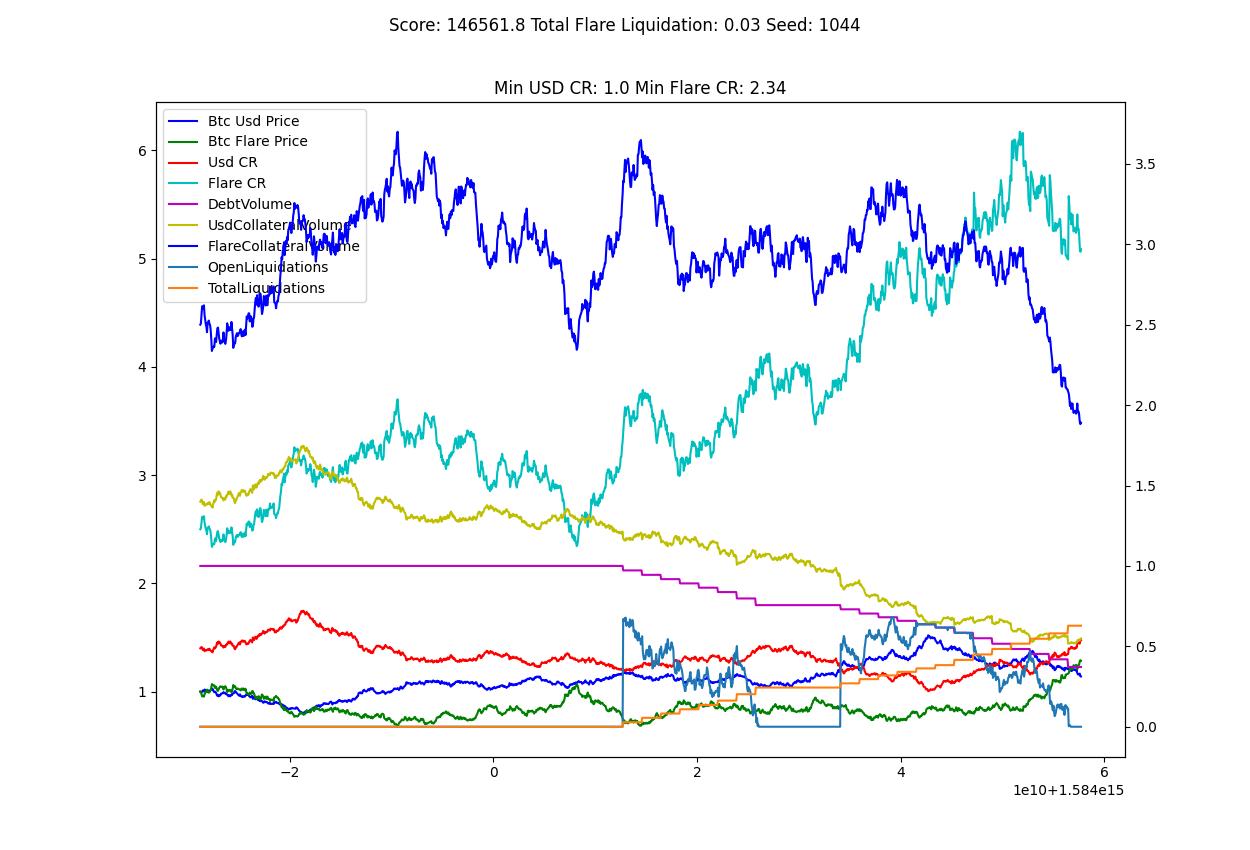 Score: 146561.8 Total Flare Liquidation: 0.03 Seed: 1044
Min USD CR: 1.0 Min Flare CR: 2.34
Btc Usd Price
Btc Flare Price
Usd CR
Flare CR
DebtVolume
UsdCollateralVolume
FlareCollateralVolume
OpenLiquidations
TotalLiquidations
6
5
4
3
2
1
3.5
3.0
2.5
2.0
1.5
1.0
0.5
0.0
−2
0
2
4
6
1e10+1.584e15